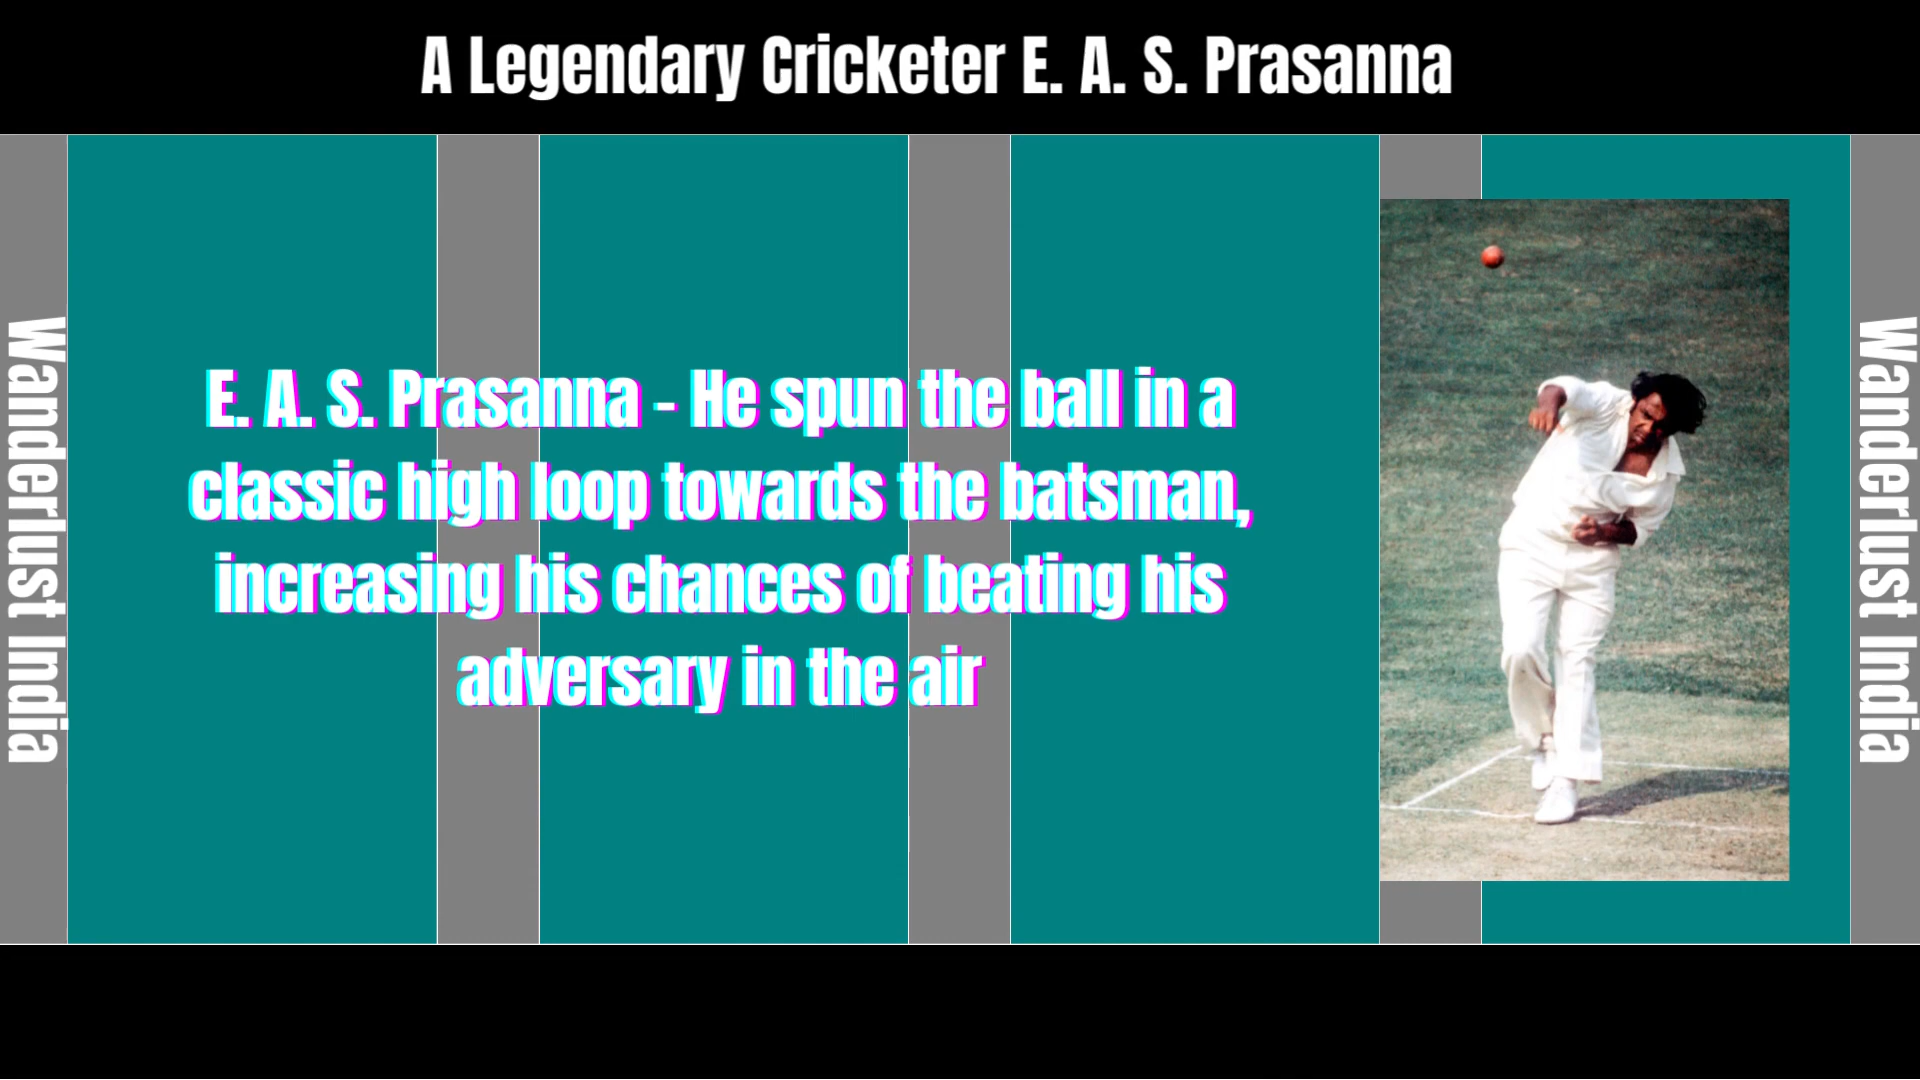 A Legendary Cricketer E. A. S. Prasanna
Wanderlust India
E. A. S. Prasanna - He spun the ball in a
classic high loop towards the batsman,
increasing his chances of beating his
adversary in the air
Wanderlust India